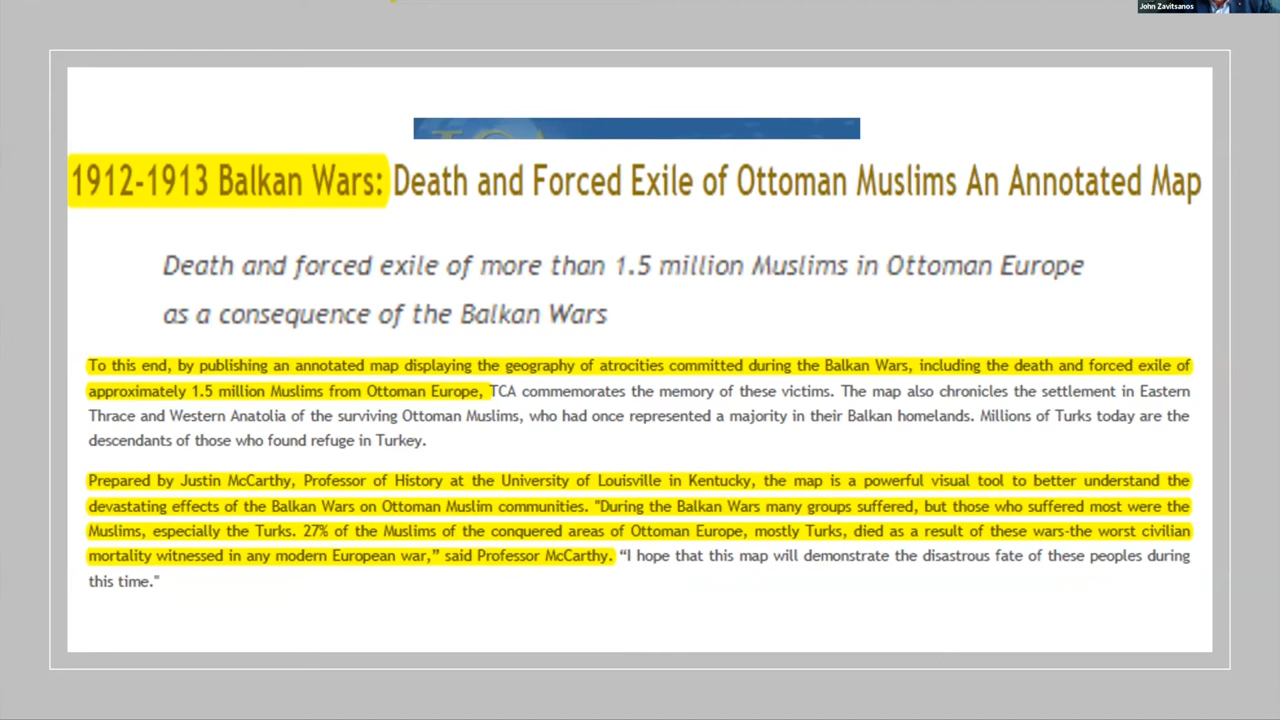 John Zavitsanos
1912-1913 Balkan Wars: Death and Forced Exile of Ottoman Muslims An Annotated Map
Death and forced exile of more than 1.5 million Muslims in Ottoman Europe
as a consequence of the Balkan Wars
To this end, by publishing an annotated map displaying the geography of atrocities committed during the Balkan Wars, including the death and forced exile of
approximately 1.5 million Muslims from Ottoman Europe, TCA commemorates the memory of these victims. The map also chronicles the settlement in Eastern
Thrace and Western Anatolia of the surviving Ottoman Muslims, who had once represented a majority in their Balkan homelands. Millions of Turks today are the
descendants of those who found refuge in Turkey.
Prepared by Justin McCarthy, Professor of History at the University of Louisville in Kentucky, the map is a powerful visual tool to better understand the
devastating effects of the Balkan Wars on Ottoman Muslim communities. "During the Balkan Wars many groups suffered, but those who suffered most were the
Muslims, especially the Turks. 27% of the Muslims of the conquered areas of Ottoman Europe, mostly Turks, died as a result of these wars-the worst civilian
mortality witnessed in any modern European war,” said Professor McCarthy. “I hope that this map will demonstrate the disastrous fate of these peoples during
this time."